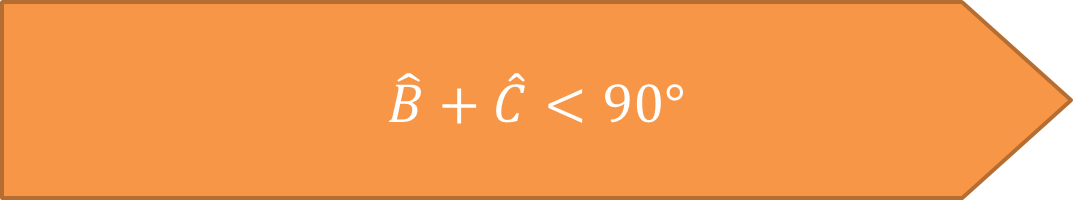 B̂ + Ĉ < 90°